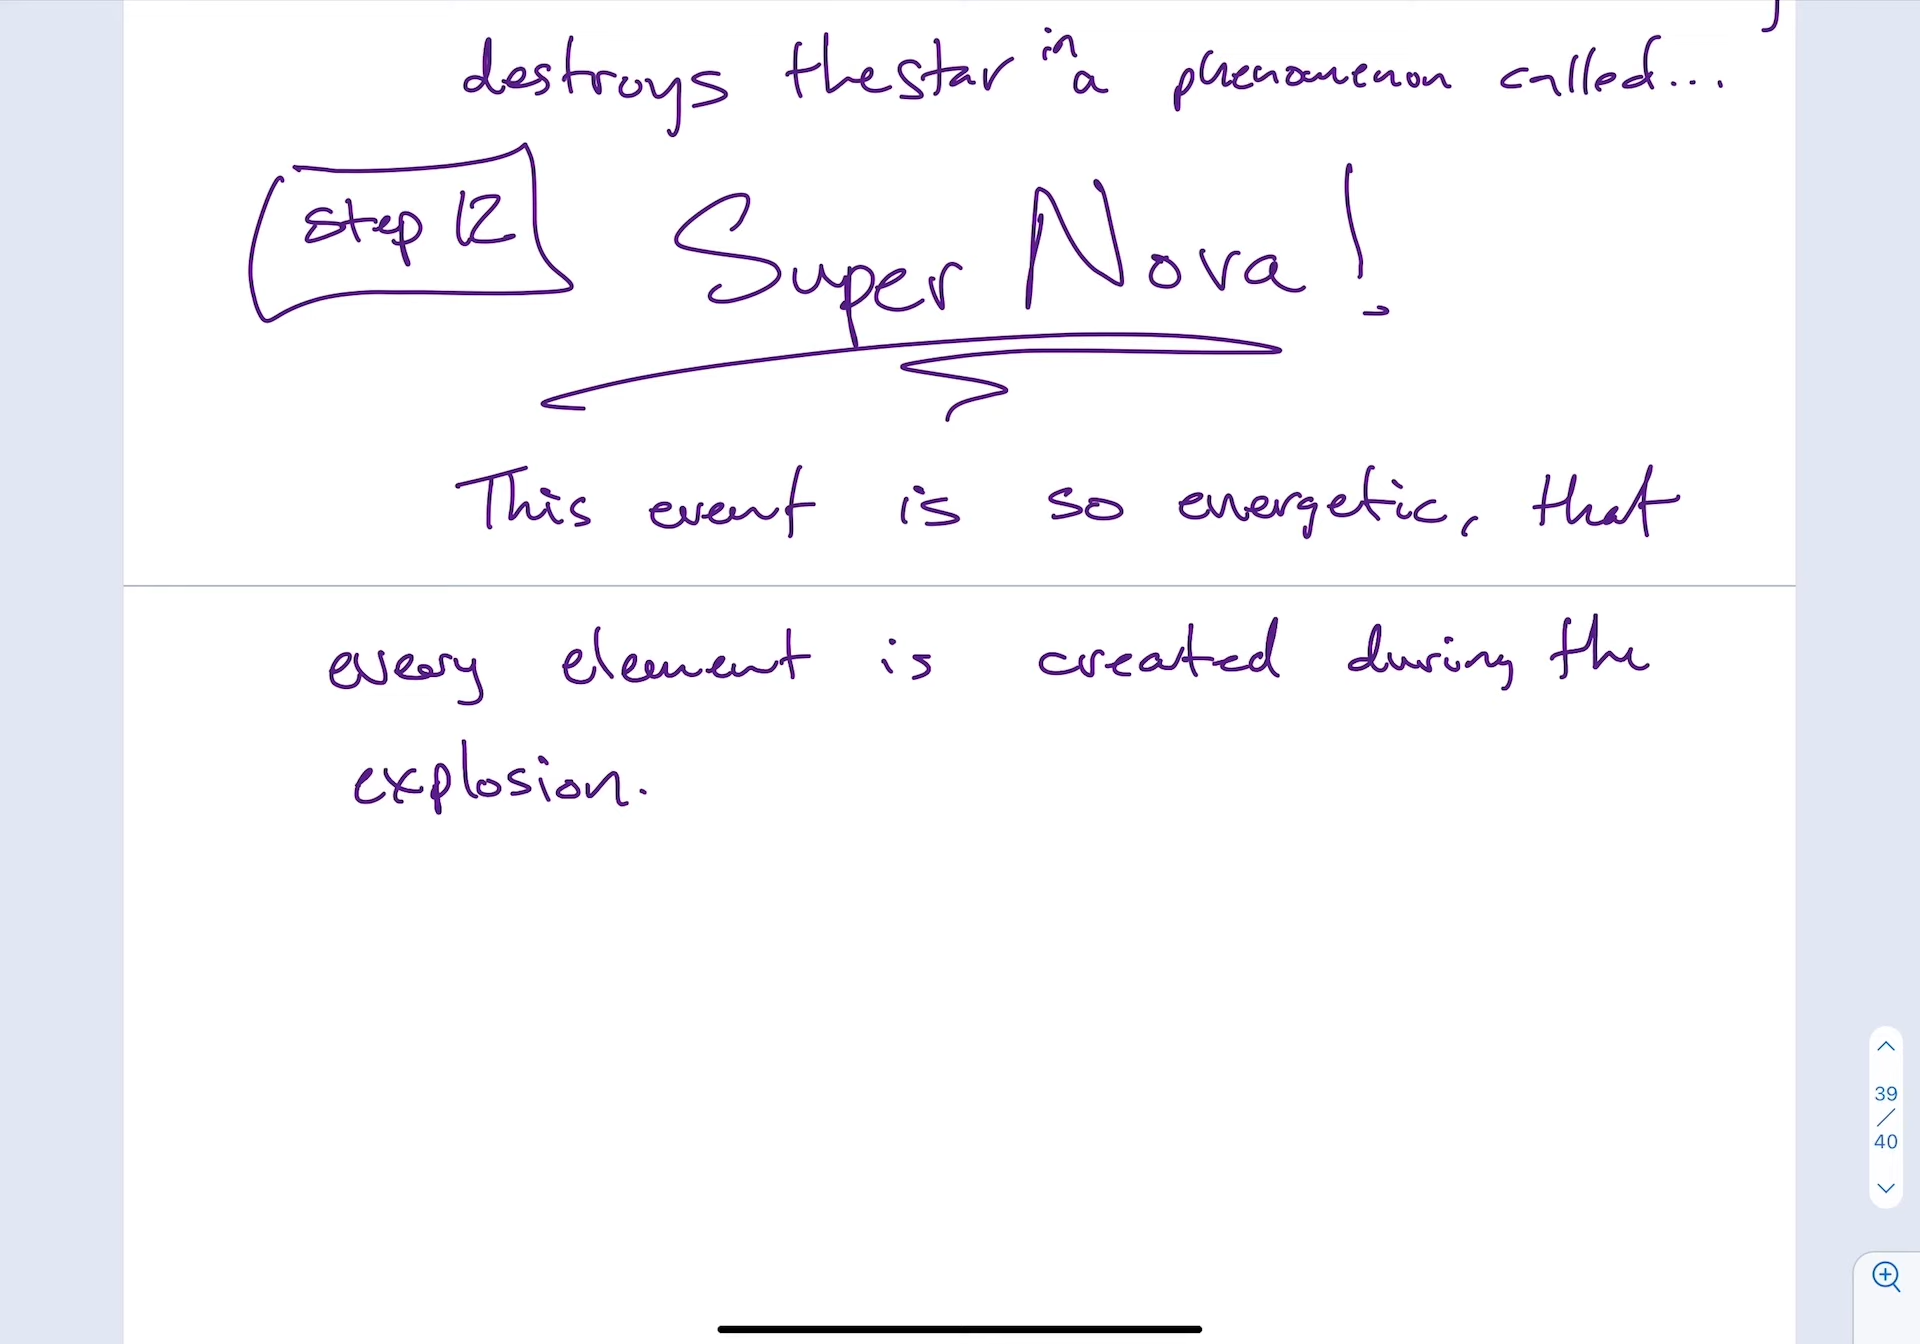 destroys the star in a phenomenon called...
step 12
Super Nova!
This event is so energetic, that
every element is created during the
explosion.
39
/
40